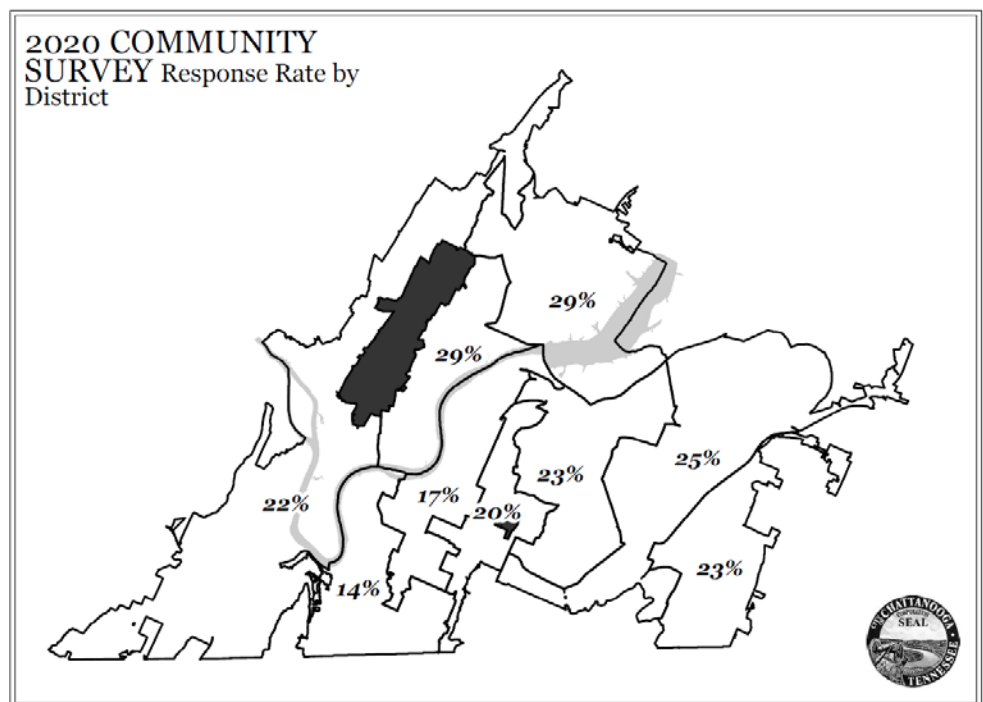 2020 COMMUNITY
SURVEY Response Rate by
District
29%
29%
25%
23%
17%
22%
20%
23%
14%
CHATTANOOGA
SEAL
TENNESSEE